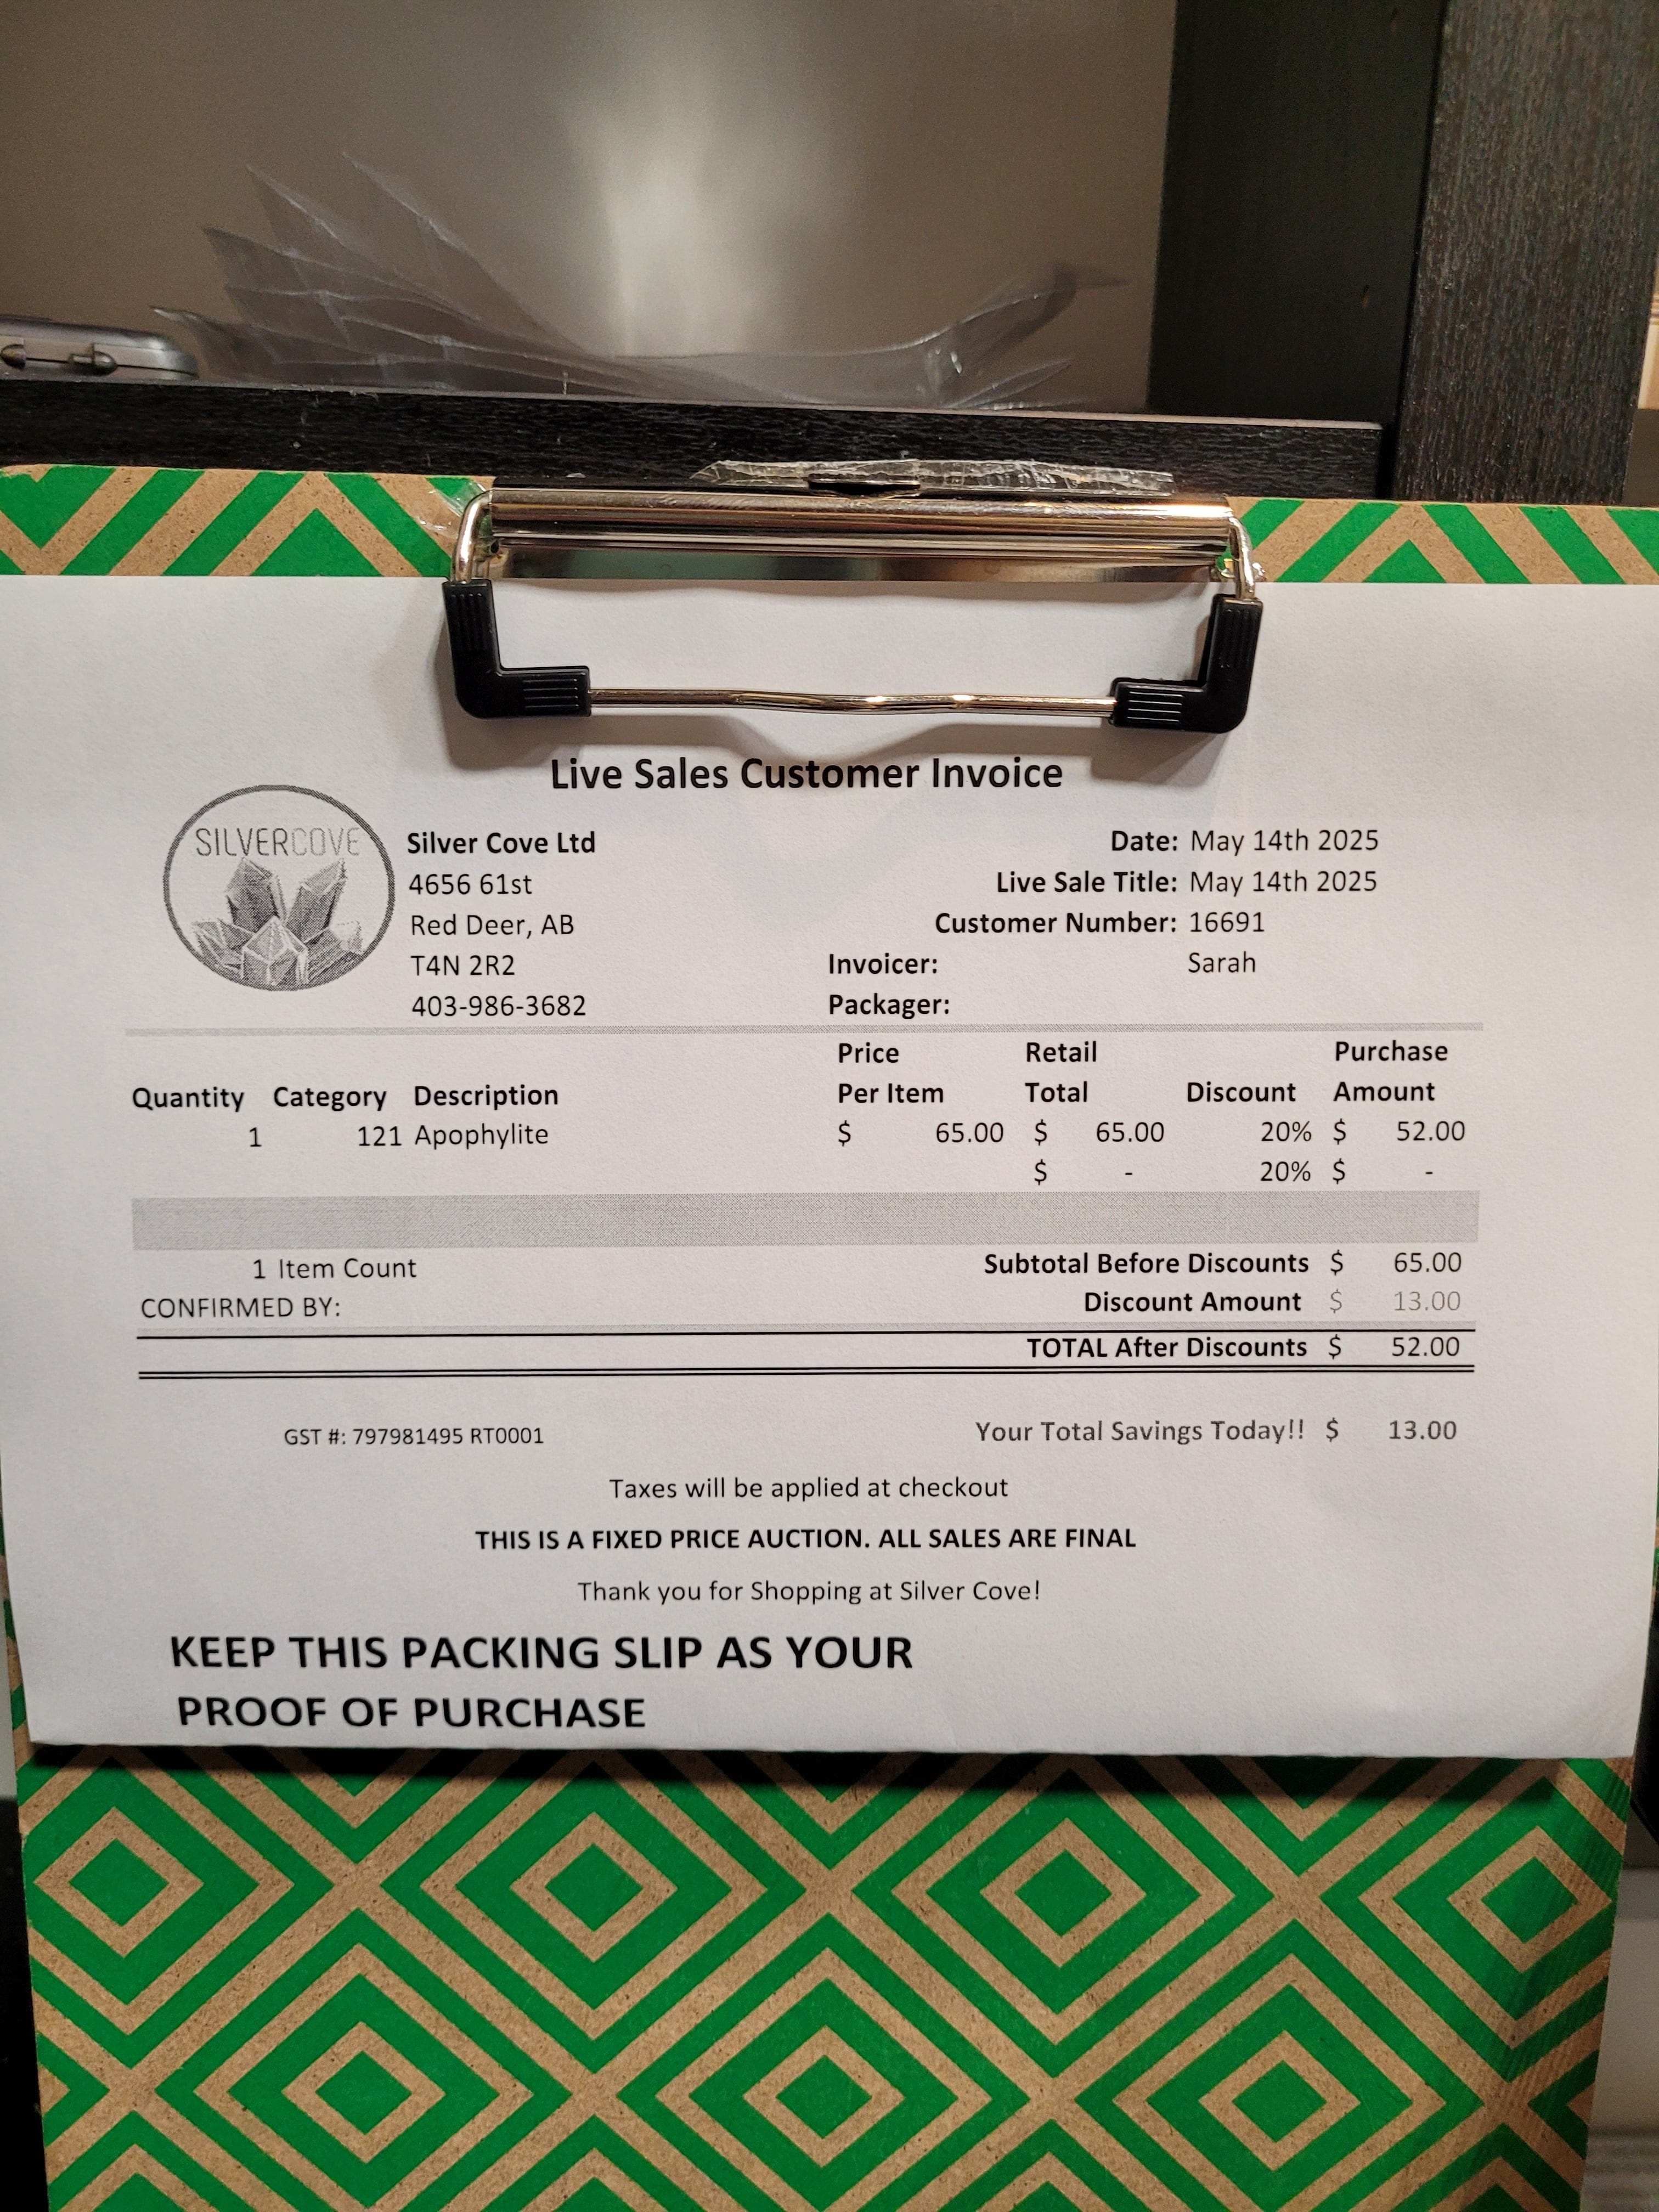 Live Sales Customer Invoice
SILVERCOVE
Silver Cove Ltd
4656 61st
Red Deer, AB
T4N 2R2
403-986-3682
Date: May 14th 2025
Live Sale Title: May 14th 2025
Customer Number: 16691
Invoicer: Sarah
Packager:
Quantity Category Description Price Per Item Retail Total Discount Purchase Amount
1 121 Apophylite $ 65.00 $ 65.00 20% $ 52.00
$ - 20% $ -
1 Item Count Subtotal Before Discounts $ 65.00
CONFIRMED BY: Discount Amount $ 13.00
TOTAL After Discounts $ 52.00
GST #: 797981495 RT0001 Your Total Savings Today!! $ 13.00
Taxes will be applied at checkout
THIS IS A FIXED PRICE AUCTION. ALL SALES ARE FINAL
Thank you for Shopping at Silver Cove!
KEEP THIS PACKING SLIP AS YOUR
PROOF OF PURCHASE